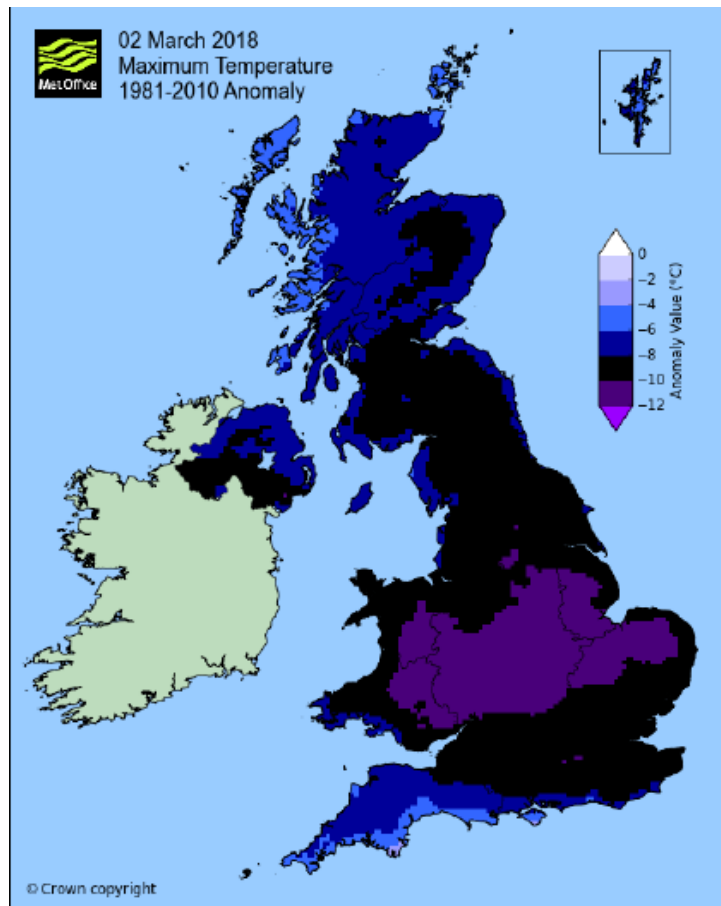 Met Office
02 March 2018
Maximum Temperature
1981-2010 Anomaly
0
−2
−4
−6
−8
−10
−12
Anomaly Value (°C)
© Crown copyright